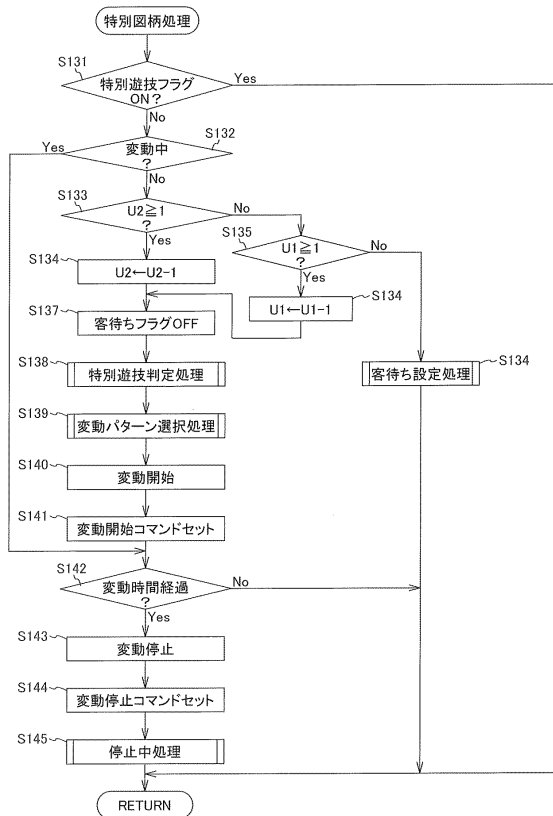 特別図柄処理
S131
特別遊技フラグ
ON?
Yes
No
S132
変動中
?
Yes
No
S133
U2≧1
?
No
Yes
S135
U1≧1
?
No
Yes
S134
U2←U2-1
S134
U1←U1-1
S137
客待ちフラグOFF
S134
客待ち設定処理
S138
特別遊技判定処理
S139
変動パターン選択処理
S140
変動開始
S141
変動開始コマンドセット
S142
変動時間経過
?
No
Yes
S143
変動停止
S144
変動停止コマンドセット
S145
停止中処理
RETURN